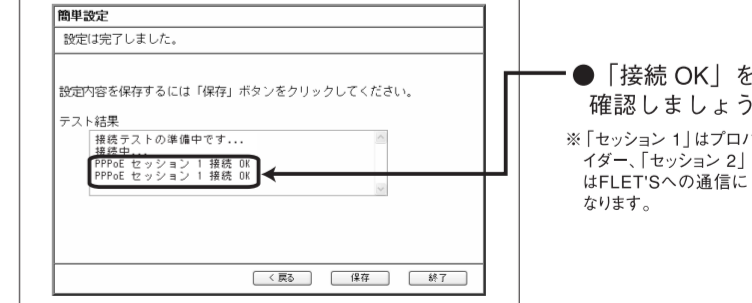 簡単設定
設定は完了しました。
設定内容を保存するには「保存」ボタンをクリックしてください。
テスト結果
接続テストの準備中です...
接続中...
PPPoE セッション 1 接続 OK
PPPoE セッション 1 接続 OK
< 戻る
保存
終了
●「接続 OK」を
確認しましょう
※「セッション 1」はプロバ
イダー、「セッション 2」
はFLET'Sへの通信に
なります。